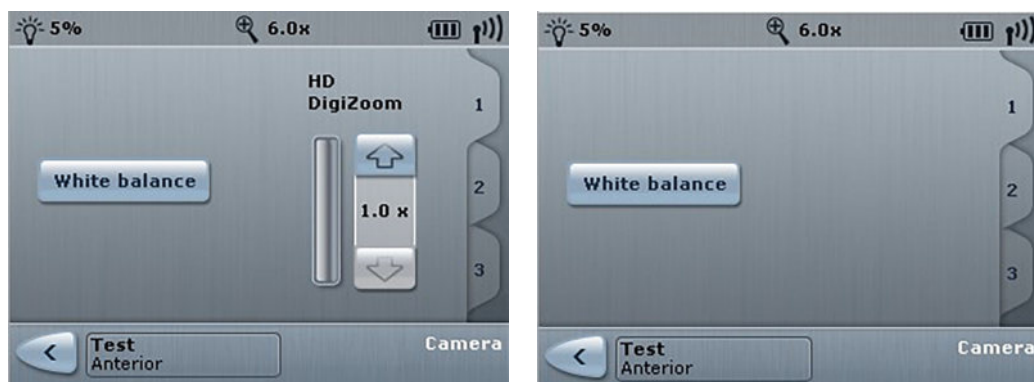 5%
6.0x
HD
DigiZoom
1
White balance
2
1.0 x
3
Test
Anterior
Camera
5%
6.0x
1
White balance
2
3
Test
Anterior
Camera